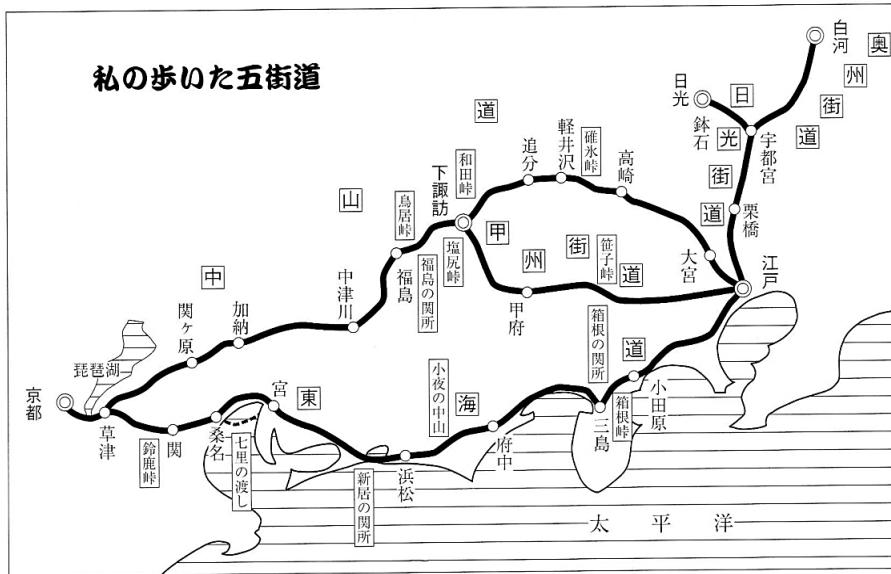 私の歩いた五街道
白河
奥州街道
日光
鉢石
日光街道
宇都宮
栗橋
江戸
大宮
高崎
碓氷峠
軽井沢
追分
和田峠
下諏訪
塩尻峠
鳥居峠
福島
福島の関所
中山道
中津川
加納
関ヶ原
甲州街道
笹子峠
甲府
琵琶湖
京都
草津
鈴鹿峠
関
桑名
七里の渡し
宮
東海道
新居の関所
浜松
小夜の中山
府中
三島
箱根の関所
箱根峠
小田原
太平洋